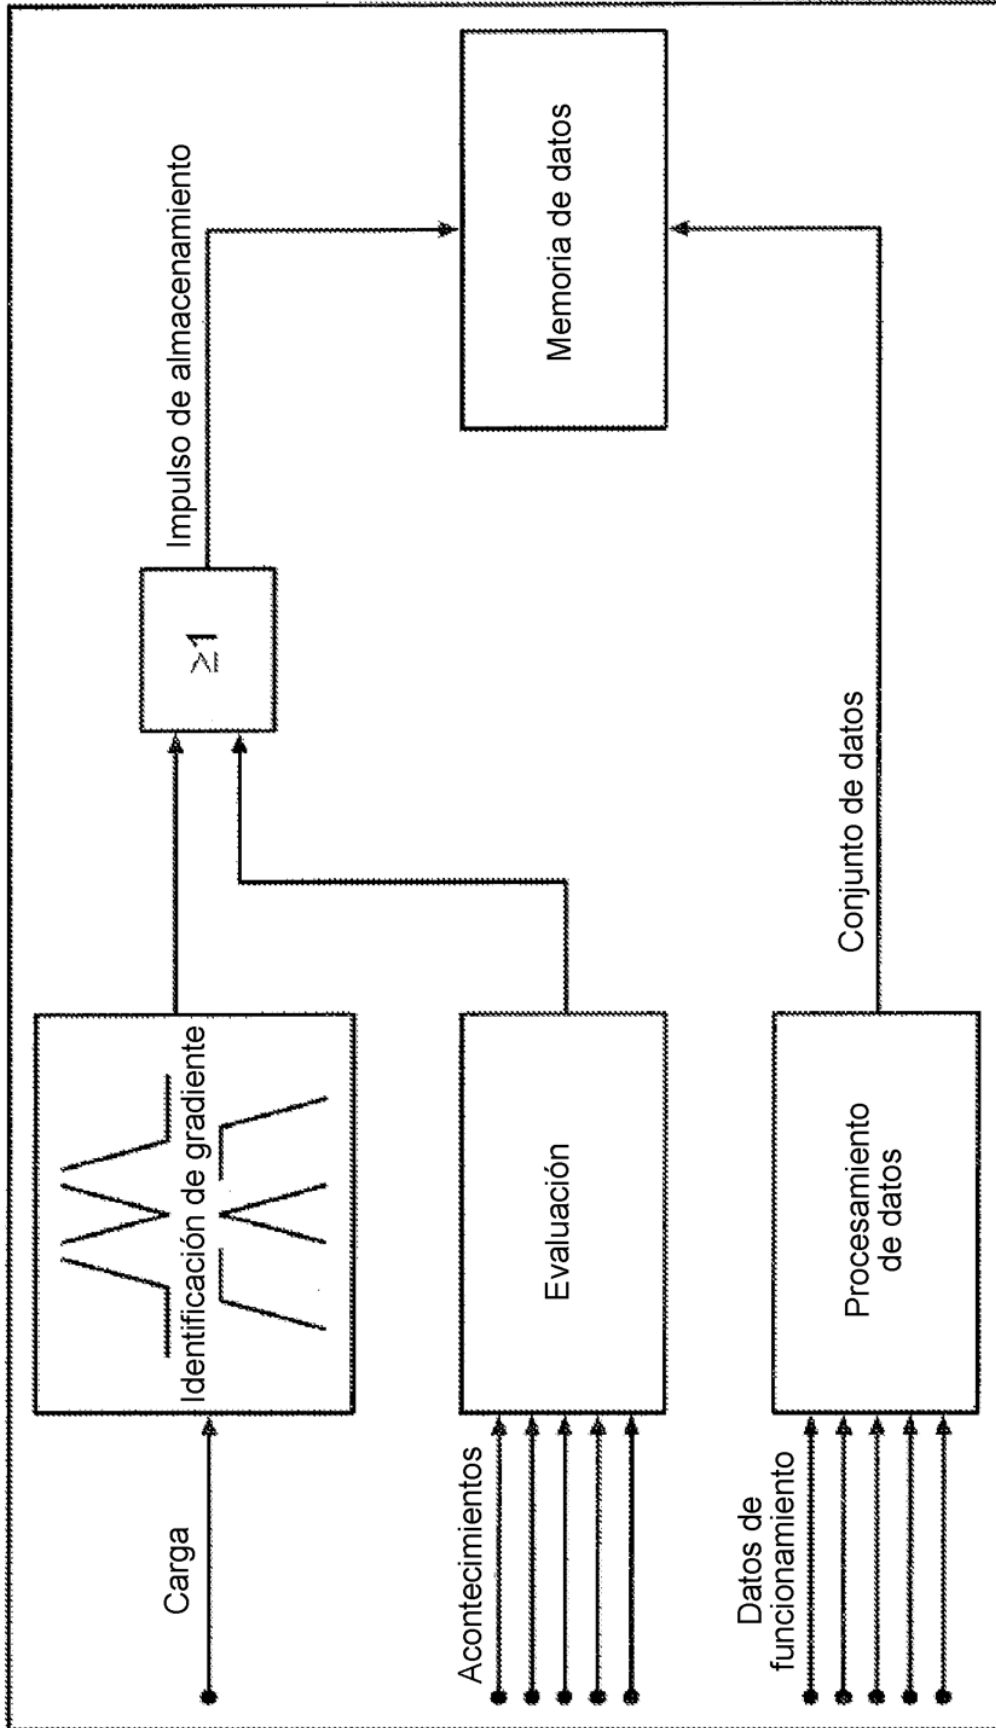 Carga
Identificación de gradiente
≥1
Impulso de almacenamiento
Acontecimientos
Evaluación
Memoria de datos
Datos de
funcionamiento
Procesamiento
de datos
Conjunto de datos